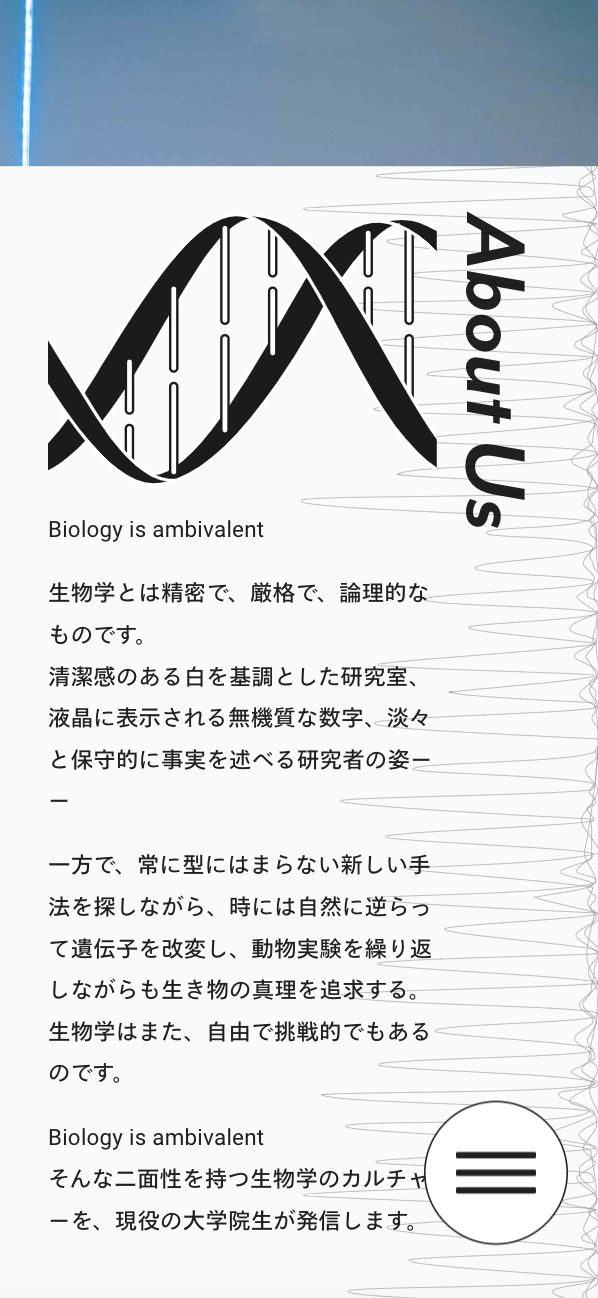 About Us
Biology is ambivalent
生物学とは精密で、厳格で、論理的な
ものです。
清潔感のある白を基調とした研究室、
液晶に表示される無機質な数字、淡々
と保守的に事実を述べる研究者の姿ー
ー
一方で、常に型にはまらない新しい手
法を探しながら、時には自然に逆らっ
て遺伝子を改変し、動物実験を繰り返
しながらも生き物の真理を追求する。
生物学はまた、自由で挑戦的でもある
のです。
Biology is ambivalent
そんな二面性を持つ生物学のカルチャ
ーを、現役の大学院生が発信します。